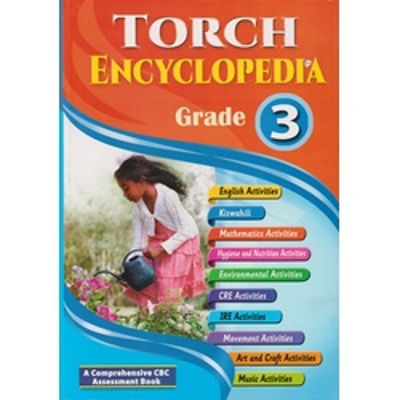 TORCH
ENCYCLOPEDIA
Grade 3
English Activities
Kiswahili
Mathematics Activities
Hygiene and Nutrition Activities
Environmental Activities
CRE Activities
IRE Activities
Movement Activities
Art and Craft Activities
Music Activities
A Comprehensive CBC
Assessment Book